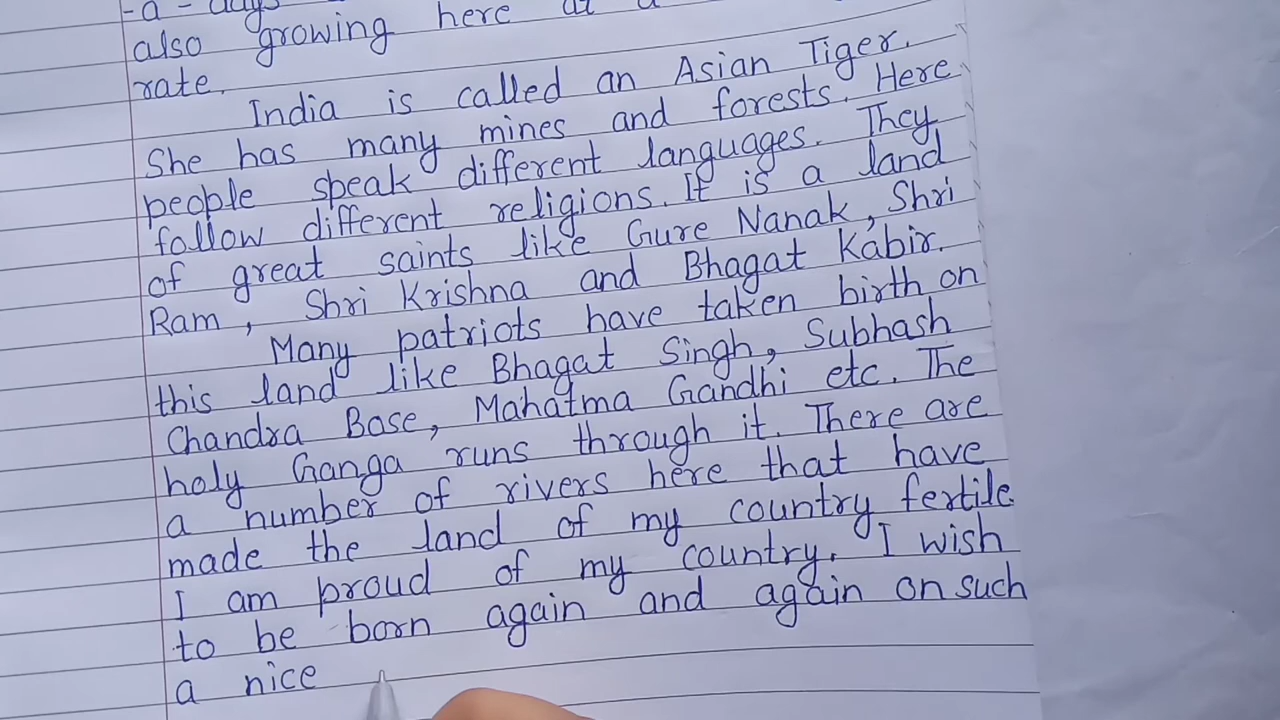 -a-days
also growing here at a
rate.
India is called an Asian Tiger.
She has many mines and forests. Here
people speak different languages. They
follow different religions. It is a land
of great saints like Gure Nanak, Shri
Ram, Shri Krishna and Bhagat Kabir.
Many patriots have taken birth on
this land like Bhagat Singh, Subhash
Chandra Bose, Mahatma Gandhi etc. The
holy Ganga runs through it. There are
a number of rivers here that have
made the land of my country fertile.
I am proud of my country. I wish
to be born again and again on such
a nice